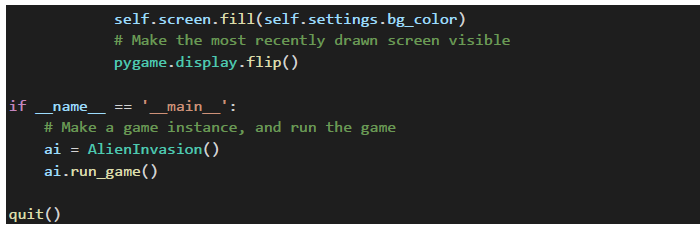 self.screen.fill(self.settings.bg_color)
# Make the most recently drawn screen visible
pygame.display.flip()
if __name__ == '__main__':
# Make a game instance, and run the game
ai = AlienInvasion()
ai.run_game()
quit()